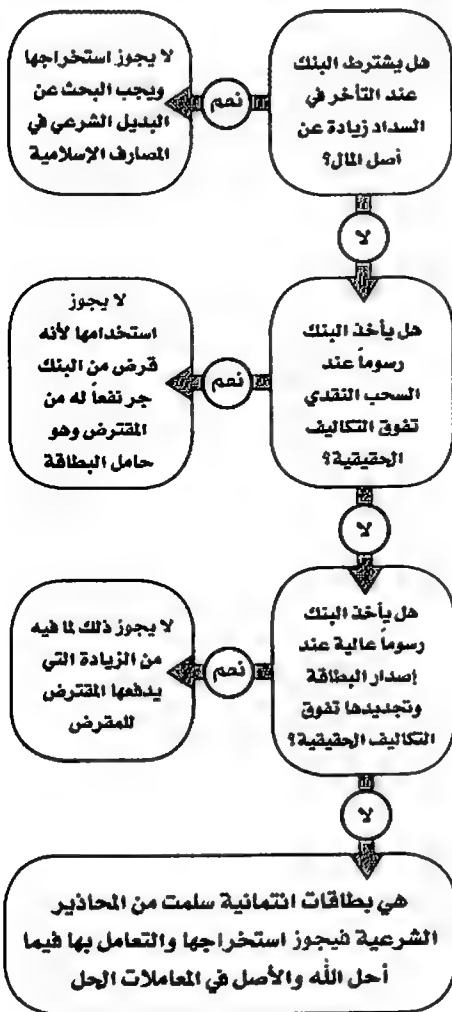 هل يشترط البنك
عند التأخر في
السداد زيادة عن
أصل المال؟
نعم
لا يجوز استخراجها
ويجب البحث عن
البديل الشرعي في
المصارف الإسلامية
لا
هل يأخذ البنك
رسوماً عند
السحب النقدي
تفوق التكاليف
الحقيقية؟
نعم
لا يجوز
استخدامها لأنه
قرض من البنك
جر نفعاً له من
المقترض وهو
حامل البطاقة
لا
هل يأخذ البنك
رسوماً عالية عند
إصدار البطاقة
وتجديدها تفوق
التكاليف الحقيقية؟
نعم
لا يجوز ذلك لما فيه
من الزيادة التي
يدفعها المقترض
للمقرض
لا
هي بطاقات ائتمانية سلمت من المحاذير
الشرعية فيجوز استخراجها والتعامل بها فيما
أحل الله والأصل في المعاملات الحل